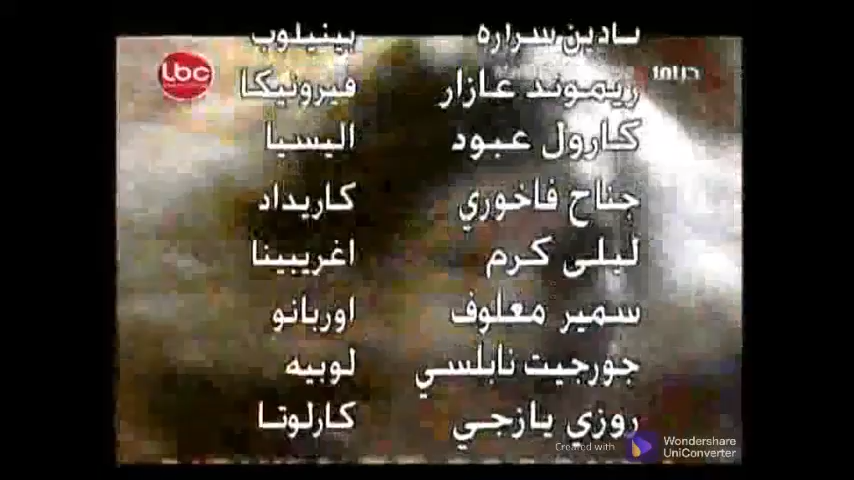 نادين سراره بينيلوب
دراما
LBC
ريموند عازار فيرونيكا
كارول عبود اليسيا
جناح فاخوري كاريداد
ليلى كرم اغريبينا
سمير معلوف اوربانو
جورجيت نابلسي لوبيه
روزي يازجي كارلوتا
Created with
Wondershare
UniConverter